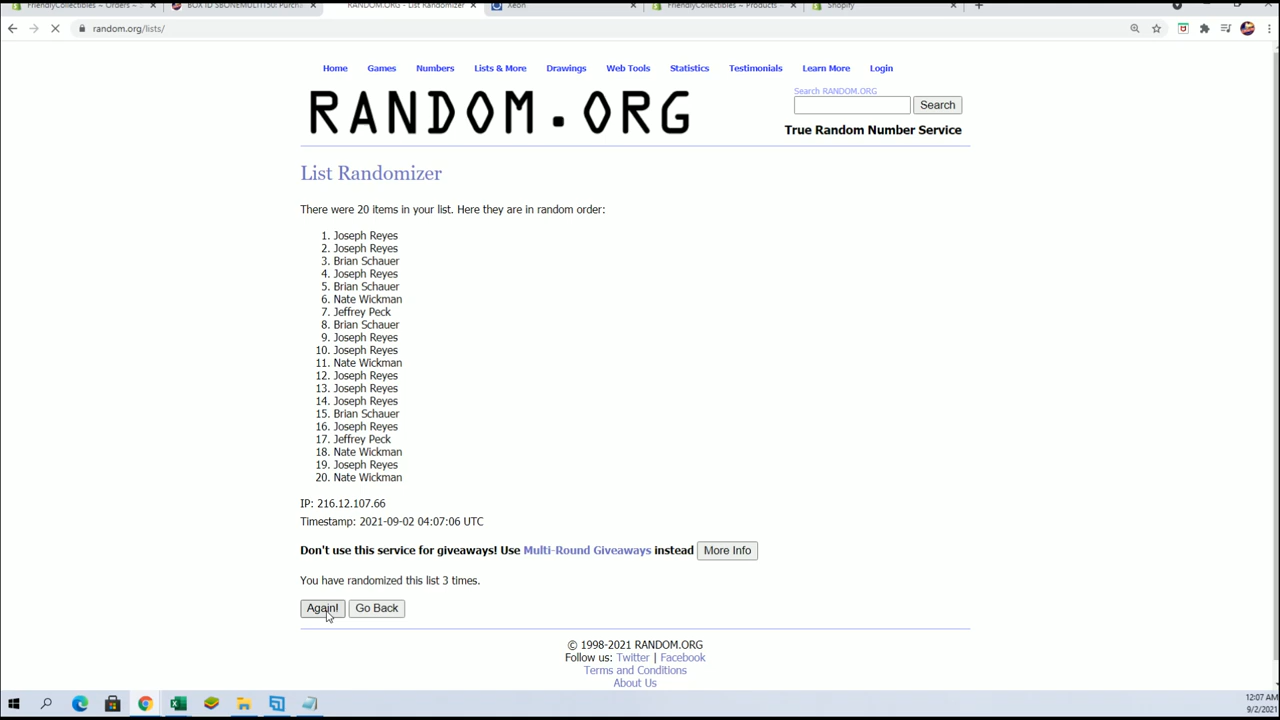 FriendlyCollectibles ~ Orders ~ S
BOX ID 5BONEMULTI150! Purch
RANDOM.ORG - List Randomizer
Xeon
FriendlyCollectibles ~ Products ~
Shopify
random.org/lists/
Home Games Numbers Lists & More Drawings Web Tools Statistics Testimonials Learn More Login
Search RANDOM.ORG
RANDOM.ORG
Search
True Random Number Service
List Randomizer
There were 20 items in your list. Here they are in random order:
1. Joseph Reyes
2. Joseph Reyes
3. Brian Schauer
4. Joseph Reyes
5. Brian Schauer
6. Nate Wickman
7. Jeffrey Peck
8. Brian Schauer
9. Joseph Reyes
10. Joseph Reyes
11. Nate Wickman
12. Joseph Reyes
13. Joseph Reyes
14. Joseph Reyes
15. Brian Schauer
16. Joseph Reyes
17. Jeffrey Peck
18. Nate Wickman
19. Joseph Reyes
20. Nate Wickman
IP: 216.12.107.66
Timestamp: 2021-09-02 04:07:06 UTC
Don't use this service for giveaways! Use Multi-Round Giveaways instead More Info
You have randomized this list 3 times.
Again! Go Back
© 1998-2021 RANDOM.ORG
Follow us: Twitter | Facebook
Terms and Conditions
About Us
12:07 AM
9/2/2021